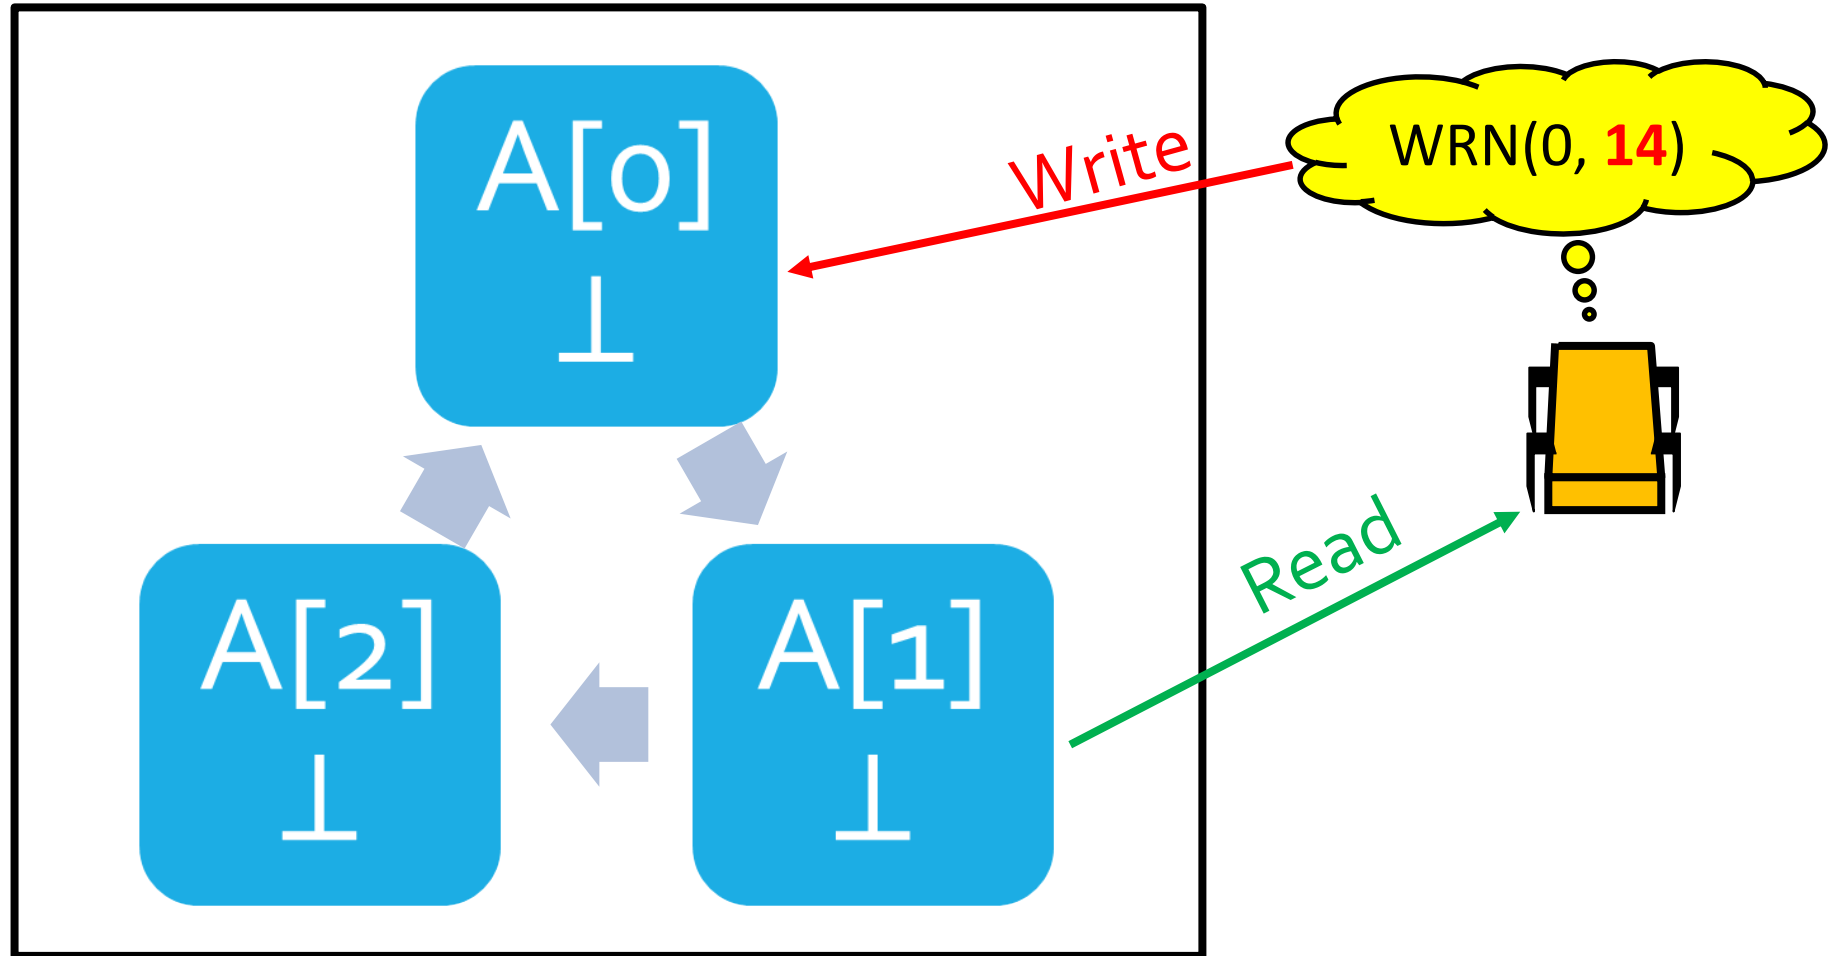 A[0]
⊥
Write
WRN(0, 14)
A[2]
⊥
A[1]
⊥
Read